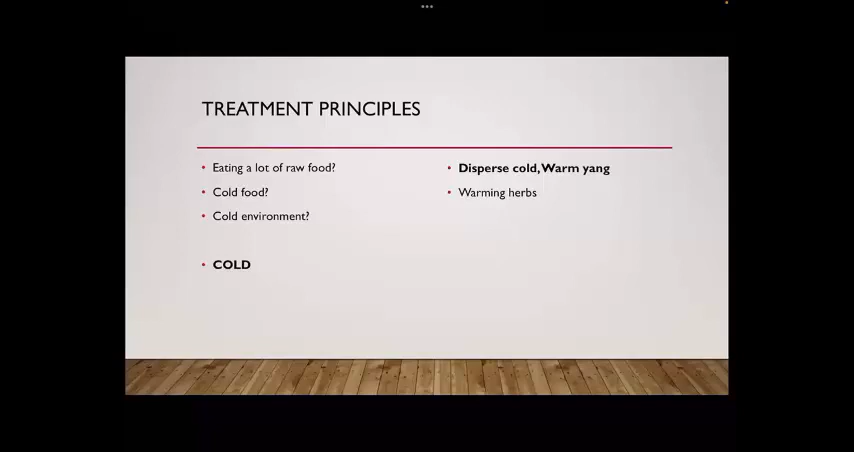 TREATMENT PRINCIPLES
• Eating a lot of raw food?
• Cold food?
• Cold environment?
• COLD
• Disperse cold, Warm yang
• Warming herbs